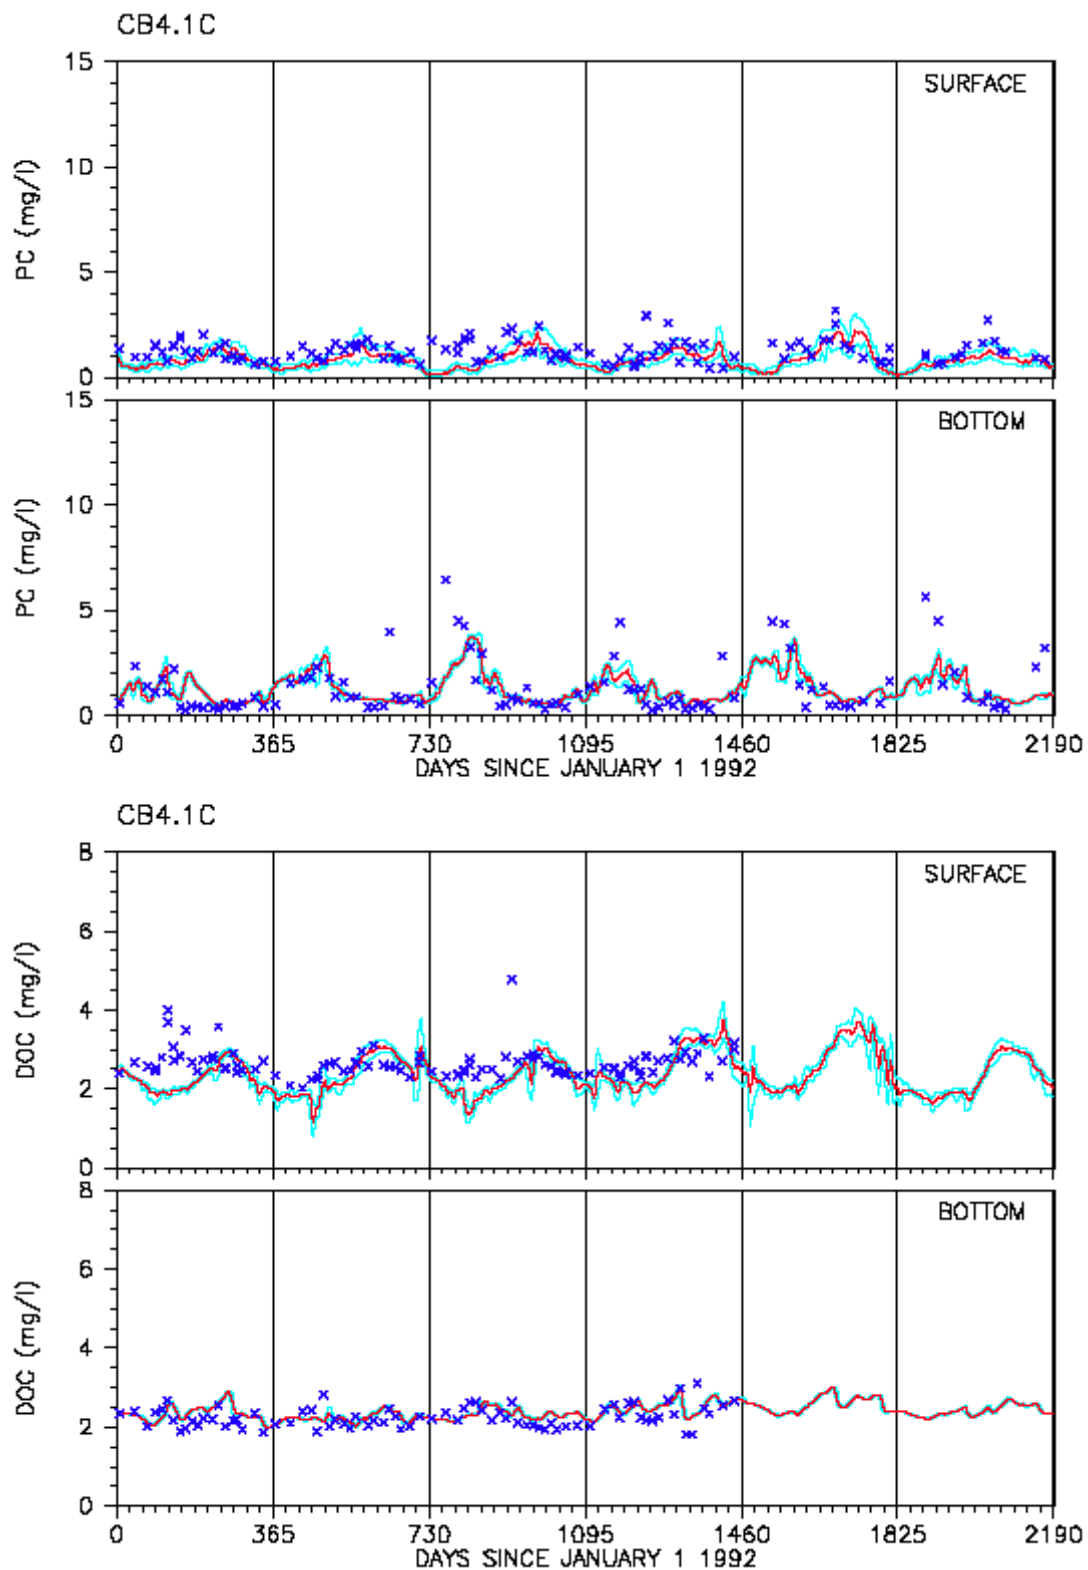 CB4.1C
15
SURFACE
10
PC (mg/l)
5
0
15
BOTTOM
10
PC (mg/l)
5
0
0 365 730 1095 1460 1825 2190
DAYS SINCE JANUARY 1 1992
CB4.1C
8
SURFACE
6
DOC (mg/l)
4
2
0
8
BOTTOM
6
DOC (mg/l)
4
2
0
0 365 730 1095 1460 1825 2190
DAYS SINCE JANUARY 1 1992